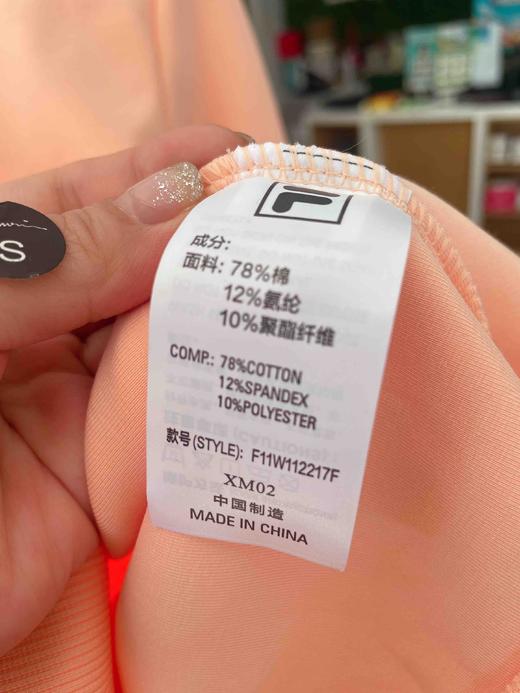 S
F
成分:
面料: 78%棉
12%氨纶
10%聚酯纤维
COMP.: 78%COTTON
12%SPANDEX
10%POLYESTER
款号(STYLE): F11W112217F
XM02
中国制造
MADE IN CHINA